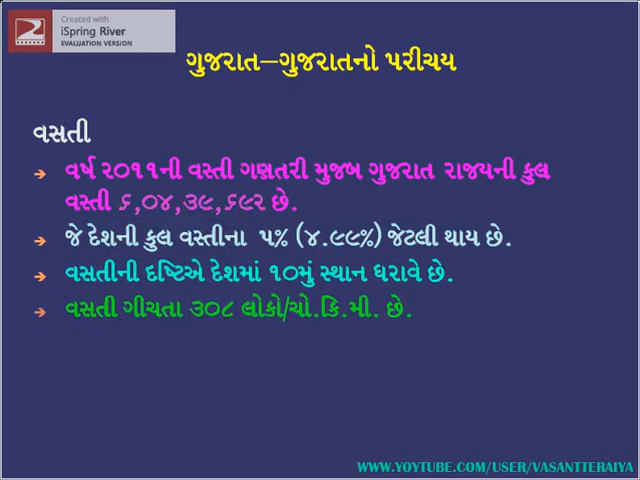 Created with
iSpring River
EVALUATION VERSION
ગુજરાત–ગુજરાતનો પરીચય
વસતી
વર્ષ ૨૦૧૧ની વસ્તી ગણતરી મુજબ ગુજરાત રાજ્યની કુલ
વસ્તી ૬,૦૪,૩૯,૬૯૨ છે.
જે દેશની કુલ વસ્તીના ૫% (૪.૯૯%) જેટલી થાય છે.
વસતીની દષ્ટિએ દેશમાં ૧૦મું સ્થાન ધરાવે છે.
વસતી ગીચતા ૩૦૮ લોકો/ચો.કિ.મી. છે.
WWW.YOYTUBE.COM/USER/VASANTTERAIYA